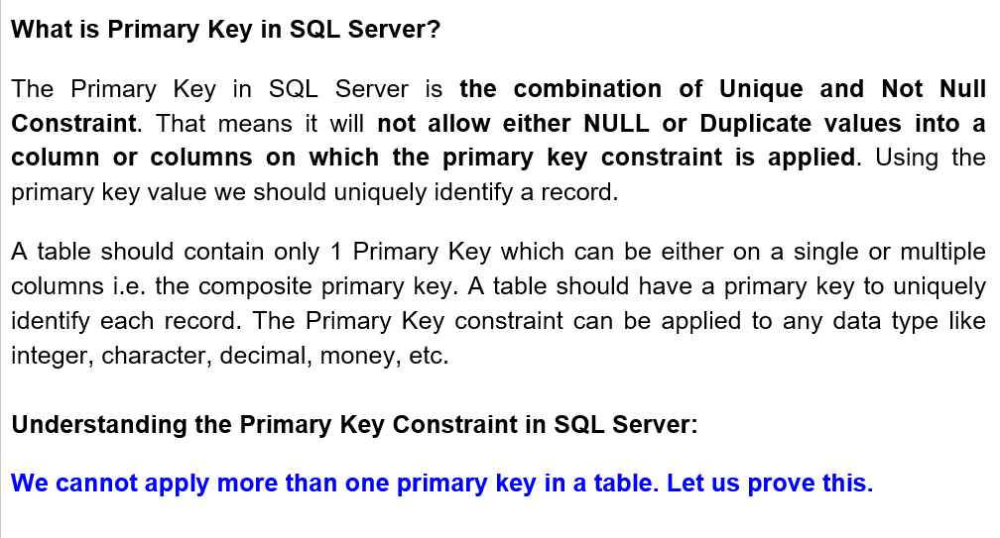 What is Primary Key in SQL Server?
The Primary Key in SQL Server is the combination of Unique and Not Null
Constraint. That means it will not allow either NULL or Duplicate values into a
column or columns on which the primary key constraint is applied. Using the
primary key value we should uniquely identify a record.
A table should contain only 1 Primary Key which can be either on a single or multiple
columns i.e. the composite primary key. A table should have a primary key to uniquely
identify each record. The Primary Key constraint can be applied to any data type like
integer, character, decimal, money, etc.
Understanding the Primary Key Constraint in SQL Server:
We cannot apply more than one primary key in a table. Let us prove this.